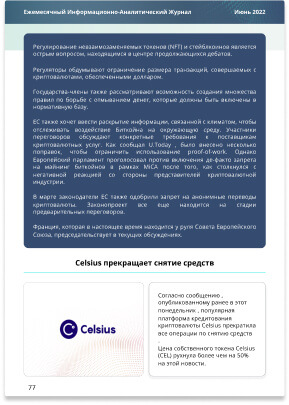 Ежемесячный Информационно-Аналитический Журнал
Июнь 2022
Регулирование невзаимозаменяемых токенов (NFT) и стейблкоинов является
острым вопросом, находящимся в центре продолжающихся дебатов.
Регуляторы обдумывают ограничение размера транзакций, совершаемых с
криптовалютами, обеспеченными долларом.
Государства-члены также рассматривают возможность создания множества
правил по борьбе с отмыванием денег, которые должны быть включены в
нормативную базу.
ЕС также хочет ввести раскрытие информации, связанной с климатом, чтобы
отслеживать воздействие Биткойна на окружающую среду. Участники
переговоров обсуждают конкретные требования к поставщикам
криптовалютных услуг. Как сообщал U.Today , было внесено несколько
поправок, чтобы ограничить использование proof-of-work. Однако
Европейский парламент проголосовал против включения де-факто запрета
на майнинг биткойнов в рамках MiCA после того, как столкнулся с
негативной реакцией со стороны представителей криптовалютной
индустрии.
В марте законодатели ЕС также одобрили запрет на анонимные переводы
криптовалюты. Законопроект все еще находится на стадии
предварительных переговоров.
Франция, которая в настоящее время находится у руля Совета Европейского
Союза, председательствует в текущих обсуждениях.
Celsius прекращает снятие средств
Celsius
Согласно сообщению ,
опубликованному ранее в этот
понедельник , популярная
платформа кредитования
криптовалюты Celsius прекратила
все операции по снятию средств
.
Цена собственного токена Celsius
(CEL) рухнула более чем на 50%
на этой новости.
77